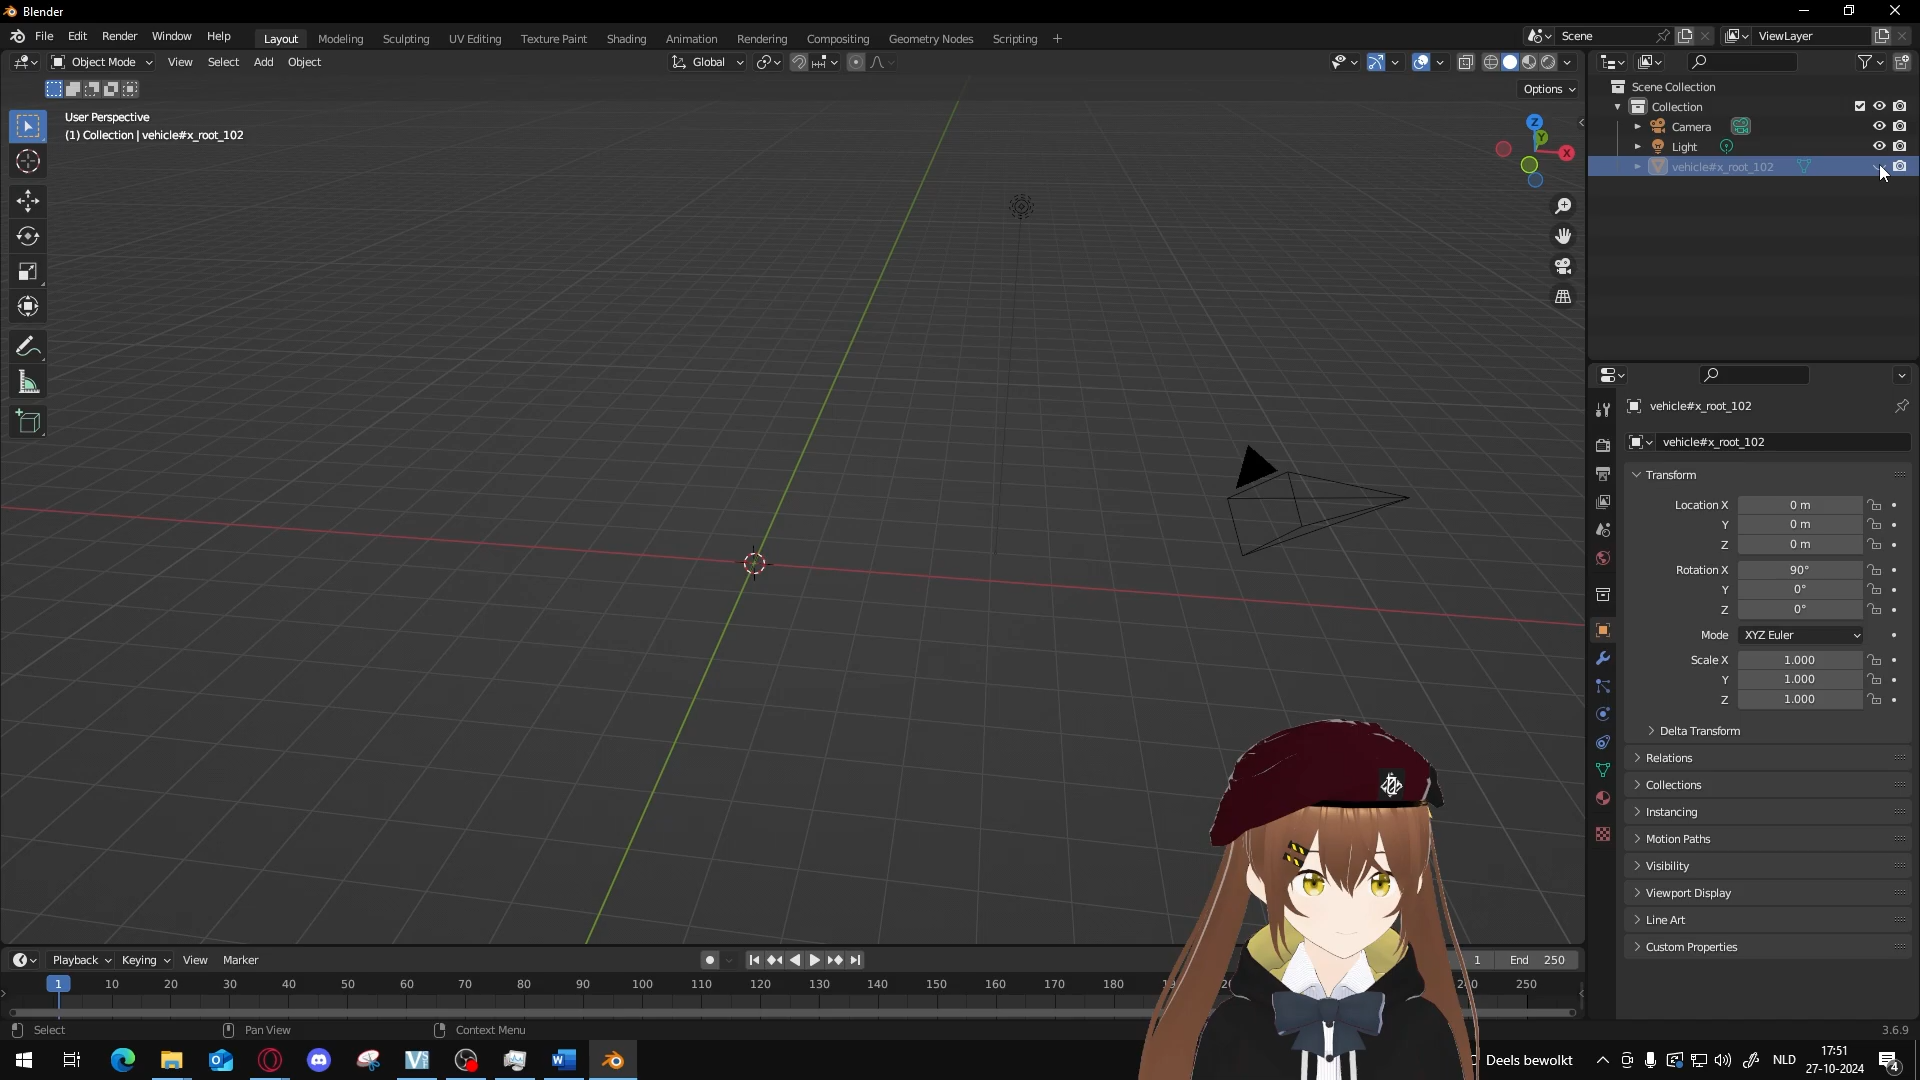 Blender
File Edit Render Window Help Layout Modeling Sculpting UV Editing Texture Paint Shading Animation Rendering Compositing Geometry Nodes Scripting + Scene ViewLayer
Object Mode View Select Add Object Global
Options
User Perspective
(1) Collection | vehicle#x_root_102
Z
Y
X
Scene Collection
Collection
Camera
Light
vehicle#x_root_102
vehicle#x_root_102
vehicle#x_root_102
Transform
Location X 0 m
Y 0 m
Z 0 m
Rotation X 90°
Y 0°
Z 0°
Mode XYZ Euler
Scale X 1.000
Y 1.000
Z 1.000
Delta Transform
Relations
Collections
Instancing
Motion Paths
Visibility
Viewport Display
Line Art
Custom Properties
Playback Keying View Marker 1 End 250
1 10 20 30 40 50 60 70 80 90 100 110 120 130 140 150 160 170 180 190 240 250
Select Pan View Context Menu 3.6.9
Deels bewolkt NLD 17:51
27-10-2024 4